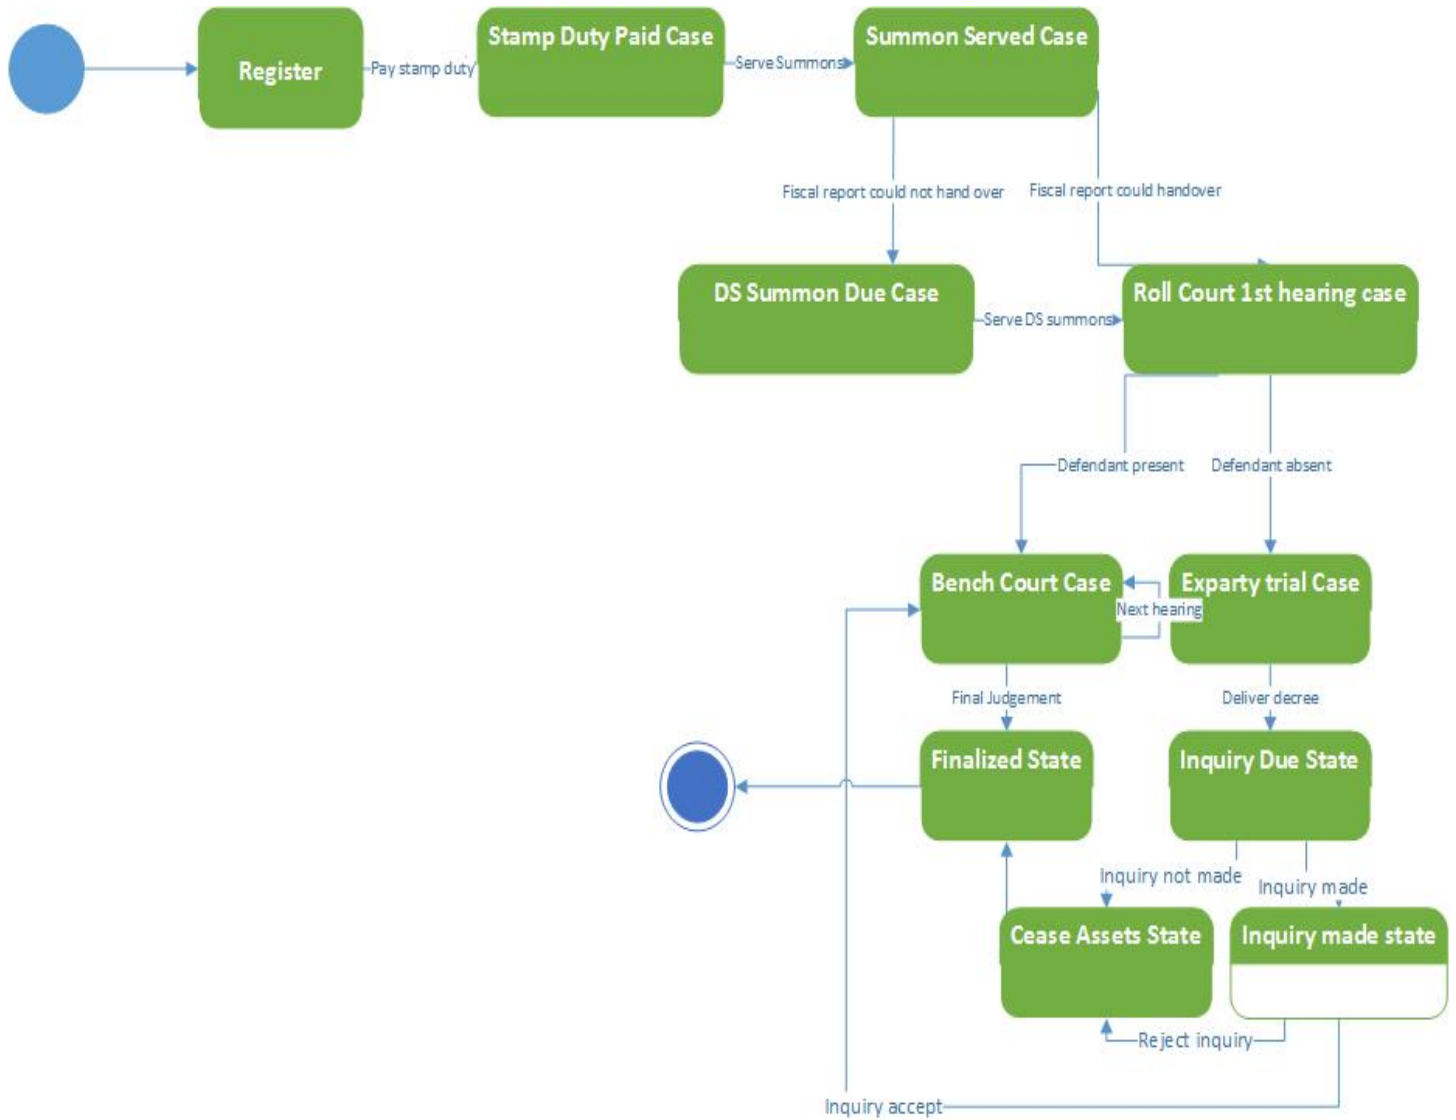 Register
Pay stamp duty
Stamp Duty Paid Case
Serve Summons
Summon Served Case
Fiscal report could not hand over
Fiscal report could handover
DS Summon Due Case
Serve DS summons
Roll Court 1st hearing case
Defendant present
Defendant absent
Bench Court Case
Next hearing
Exparty trial Case
Final Judgement
Deliver decree
Finalized State
Inquiry Due State
Inquiry not made
Inquiry made
Cease Assets State
Inquiry made state
Reject inquiry
Inquiry accept